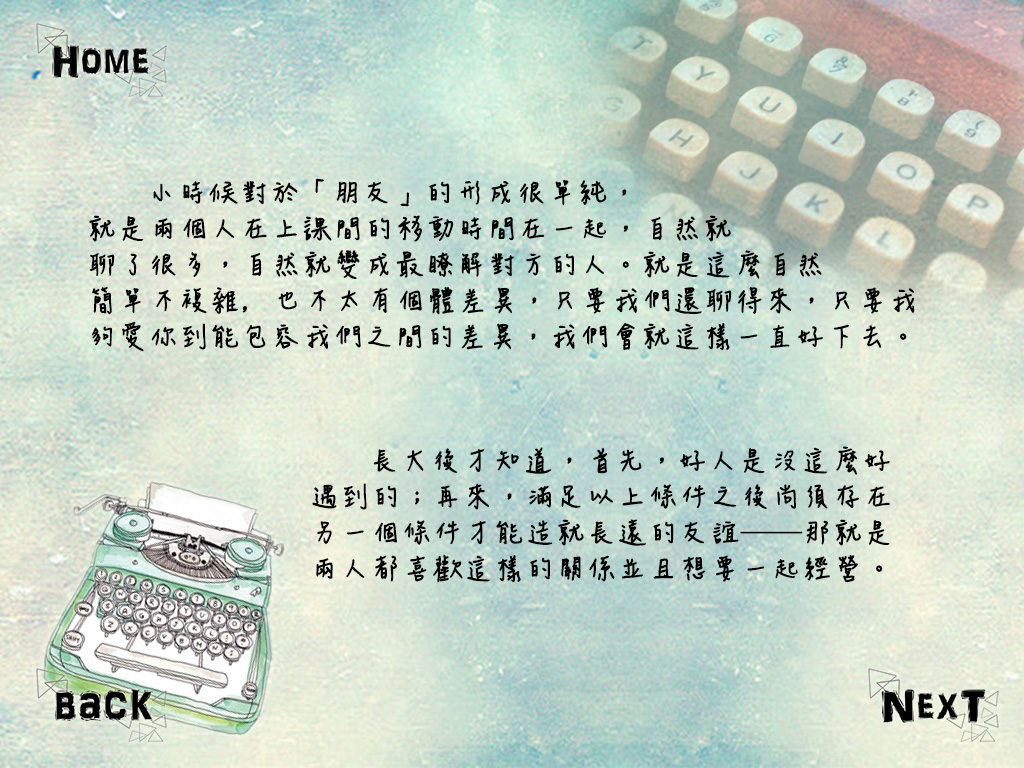 HOME
T Y U I O P
G H J K L
小時候對於「朋友」的形成很單純，
就是兩個人在上課間的移動時間在一起，自然就
聊了很多，自然就變成最瞭解對方的人。就是這麼自然
簡單不複雜，也不太有個體差異，只要我們還聊得來，只要我
夠愛你到能包容我們之間的差異，我們會就這樣一直好下去。
長大後才知道，首先，好人是沒這麼好
遇到的；再來，滿足以上條件之後尚須存在
另一個條件才能造就長遠的友誼——那就是
兩人都喜歡這樣的關係並且想要一起經營。
BACK
NEXT